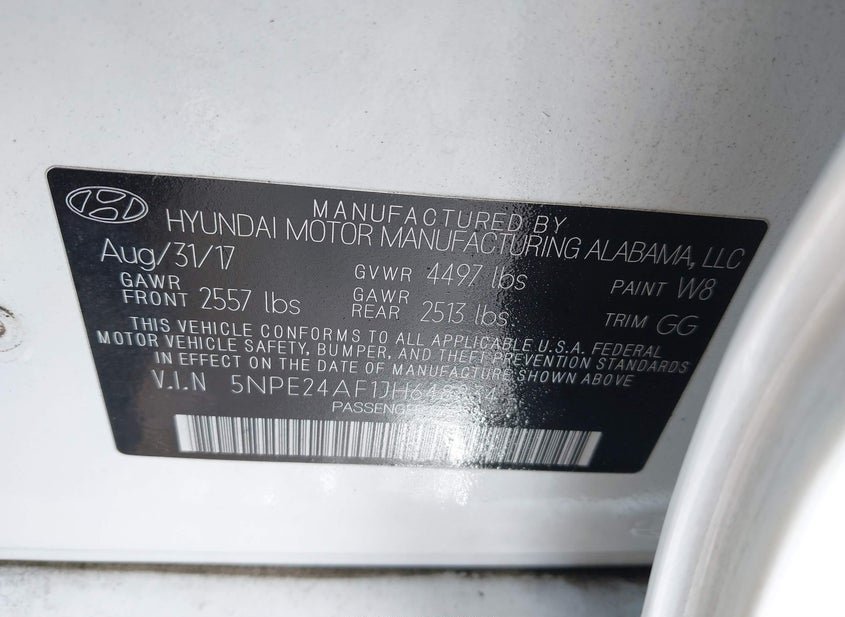 MANUFACTURED BY
HYUNDAI MOTOR MANUFACTURING ALABAMA, LLC
Aug/31/17 GVWR 4497 lbs PAINT W8
GAWR FRONT 2557 lbs GAWR REAR 2513 lbs TRIM GG
THIS VEHICLE CONFORMS TO ALL APPLICABLE U.S.A. FEDERAL
MOTOR VEHICLE SAFETY, BUMPER, AND THEFT PREVENTION STANDARDS
IN EFFECT ON THE DATE OF MANUFACTURE SHOWN ABOVE
V.I.N